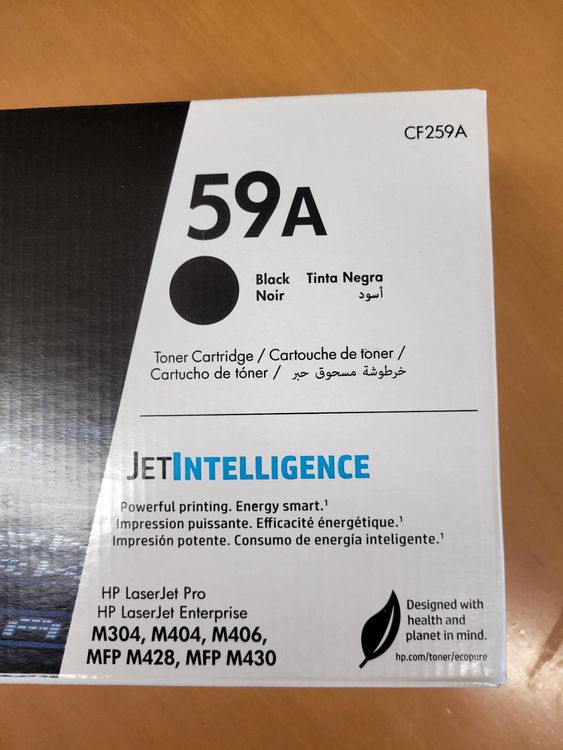 CF259A
59A
Black Tinta Negra
Noir أسود
Toner Cartridge / Cartouche de toner /
Cartucho de tóner / خرطوشة مسحوق حبر
JETINTELLIGENCE
Powerful printing. Energy smart.¹
Impression puissante. Efficacité énergétique.¹
Impresión potente. Consumo de energía inteligente.¹
HP LaserJet Pro
HP LaserJet Enterprise
M304, M404, M406,
MFP M428, MFP M430
Designed with
health and
planet in mind.
hp.com/toner/ecopure